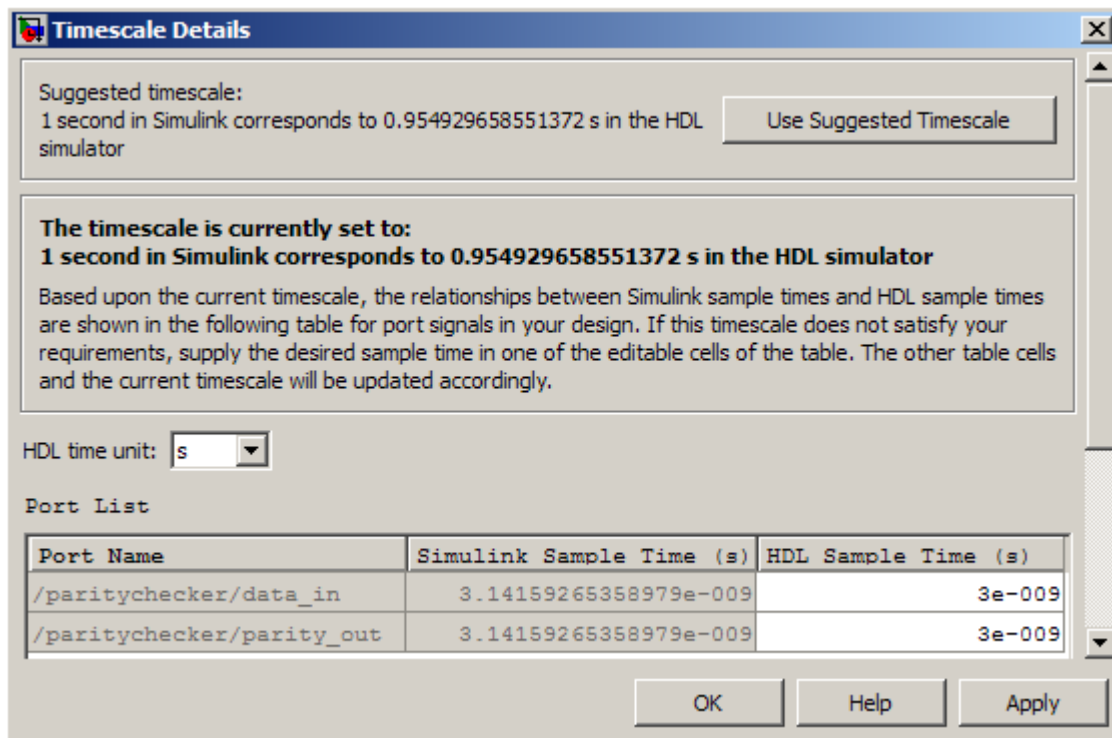 Timescale Details
Suggested timescale:
1 second in Simulink corresponds to 0.954929658551372 s in the HDL
simulator
Use Suggested Timescale
The timescale is currently set to:
1 second in Simulink corresponds to 0.954929658551372 s in the HDL simulator
Based upon the current timescale, the relationships between Simulink sample times and HDL sample times
are shown in the following table for port signals in your design. If this timescale does not satisfy your
requirements, supply the desired sample time in one of the editable cells of the table. The other table cells
and the current timescale will be updated accordingly.
HDL time unit: s
Port List
Port Name Simulink Sample Time (s) HDL Sample Time (s)
/paritychecker/data_in 3.14159265358979e-009 3e-009
/paritychecker/parity_out 3.14159265358979e-009 3e-009
OK Help Apply